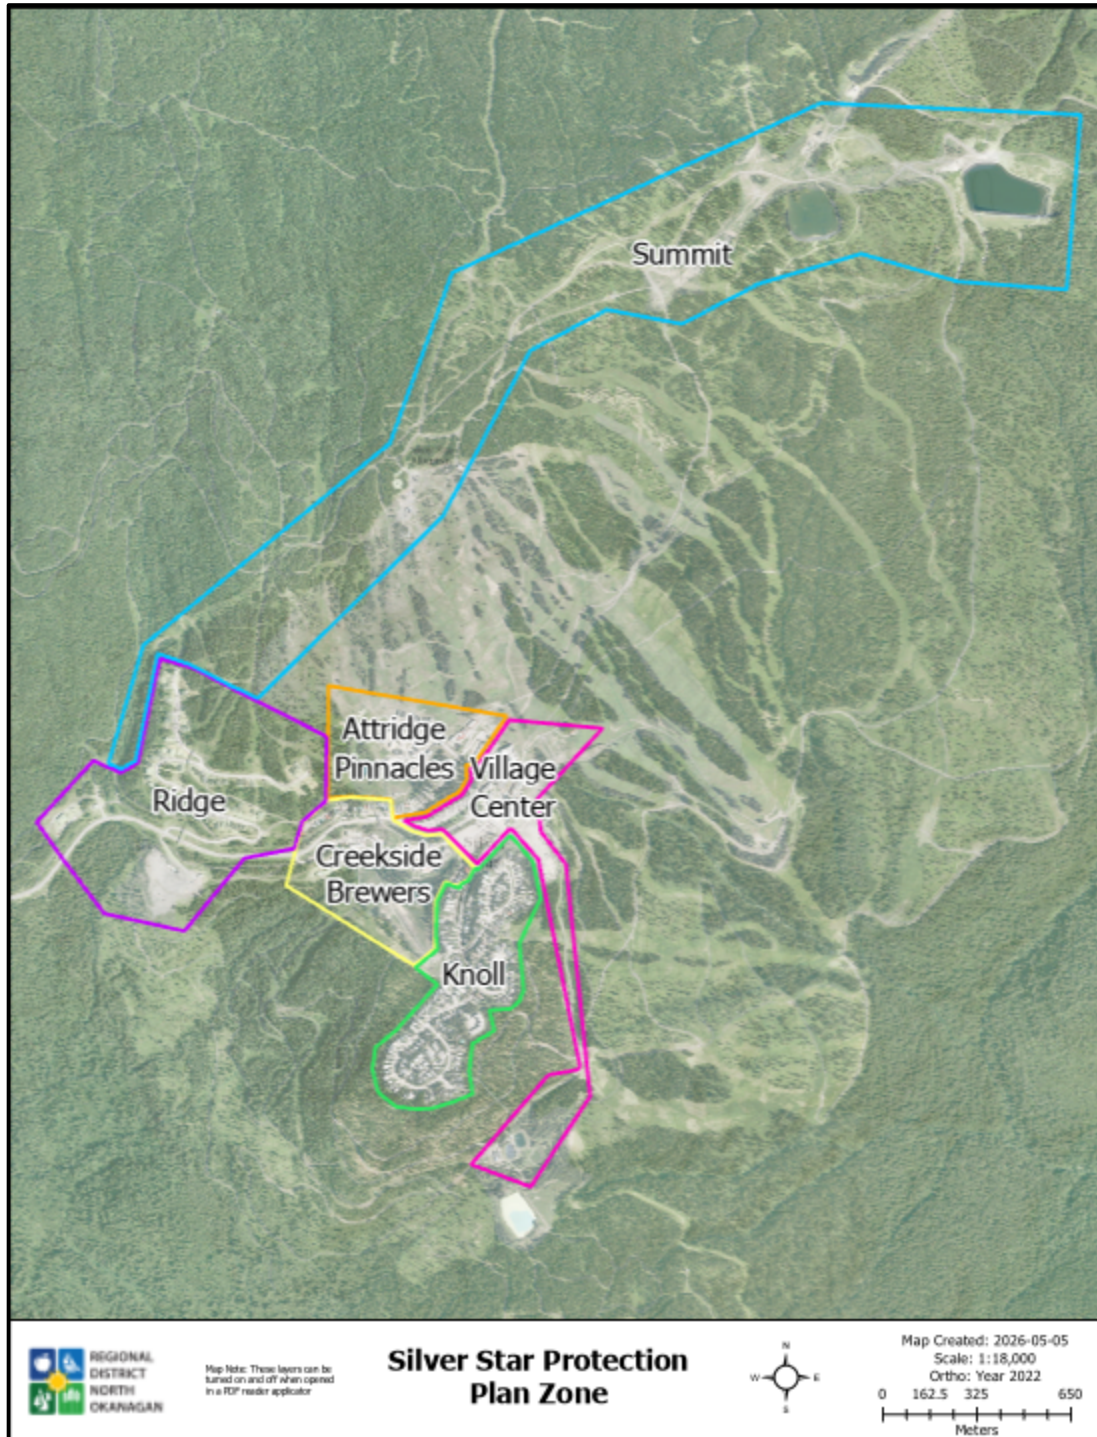 Summit
Attridge
Pinnacles
Village
Center
Ridge
Creekside
Brewers
Knoll
REGIONAL
DISTRICT
NORTH
OKANAGAN
Map Note: These layers can be
turned on and off when opened
in a PDF reader applicator
Silver Star Protection
Plan Zone
N
W E
S
Map Created: 2026-05-05
Scale: 1:18,000
Ortho: Year 2022
0 162.5 325 650
Meters